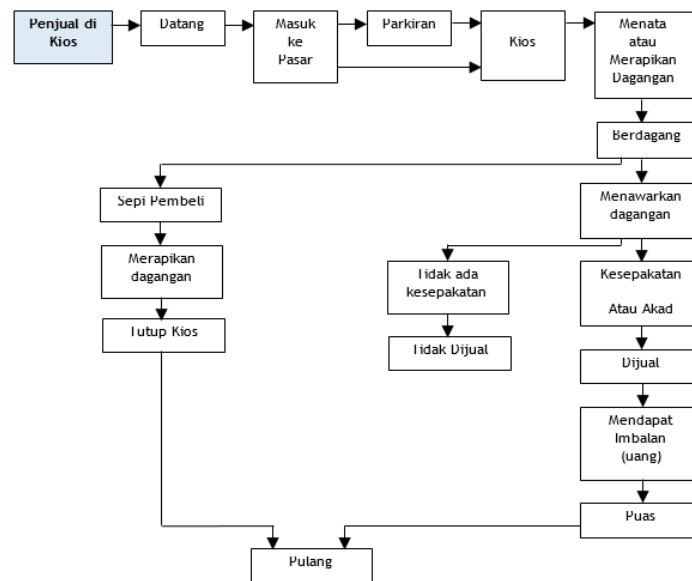 Penjual di
Kios
Datang
Masuk
ke
Pasar
Parkiran
Kios
Menata
atau
Merapikan
Dagangan
Berdagang
Sepi Pembeli
Menawarkan
dagangan
Merapikan
dagangan
Tidak ada
kesepakatan
Kesepakatan
Atau Akad
Tutup Kios
Tidak Dijual
Dijual
Mendapat
Imbalan
(uang)
Puas
Pulang